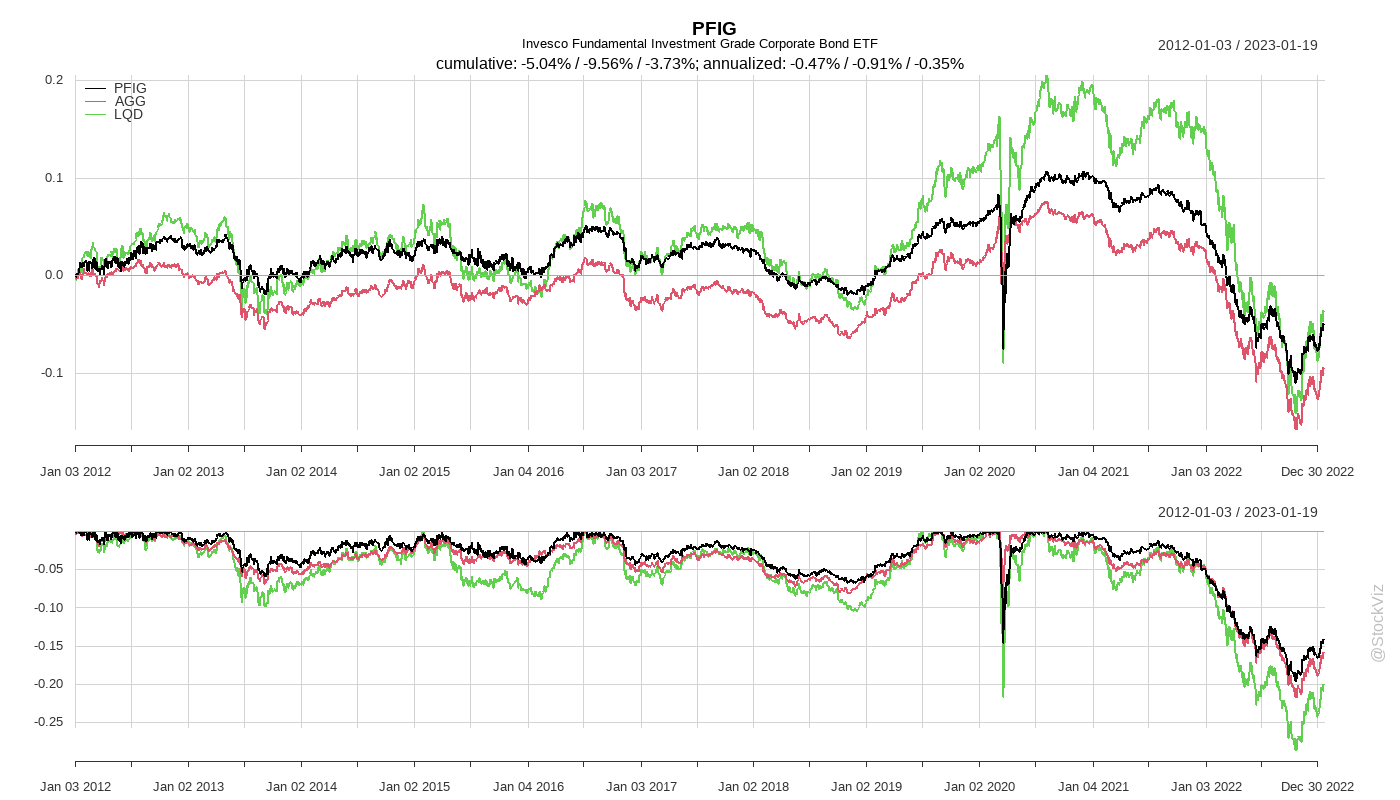 PFIG
Invesco Fundamental Investment Grade Corporate Bond ETF
2012-01-03 / 2023-01-19
cumulative: -5.04% / -9.56% / -3.73%; annualized: -0.47% / -0.91% / -0.35%
0.2
PFIG
AGG
LQD
0.1
0.0
-0.1
Jan 03 2012 Jan 02 2013 Jan 02 2014 Jan 02 2015 Jan 04 2016 Jan 03 2017 Jan 02 2018 Jan 02 2019 Jan 02 2020 Jan 04 2021 Jan 03 2022 Dec 30 2022
2012-01-03 / 2023-01-19
-0.05
-0.10
-0.15
-0.20
-0.25
Jan 03 2012 Jan 02 2013 Jan 02 2014 Jan 02 2015 Jan 04 2016 Jan 03 2017 Jan 02 2018 Jan 02 2019 Jan 02 2020 Jan 04 2021 Jan 03 2022 Dec 30 2022
@StockViz